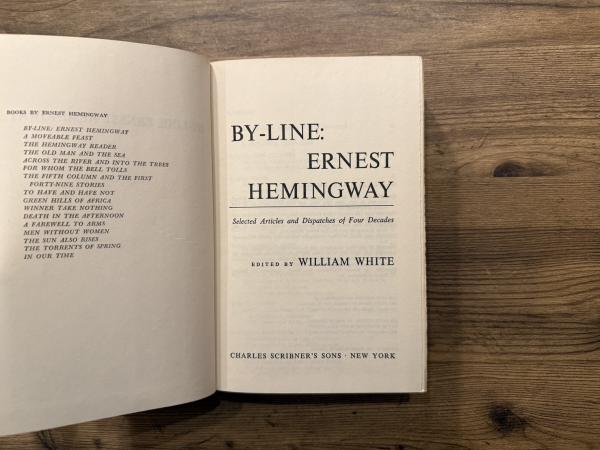 BOOKS BY ERNEST HEMINGWAY
BY-LINE: ERNEST HEMINGWAY
A MOVEABLE FEAST
THE HEMINGWAY READER
THE OLD MAN AND THE SEA
ACROSS THE RIVER AND INTO THE TREES
FOR WHOM THE BELL TOLLS
THE FIFTH COLUMN AND THE FIRST
FORTY-NINE STORIES
TO HAVE AND HAVE NOT
GREEN HILLS OF AFRICA
WINNER TAKE NOTHING
DEATH IN THE AFTERNOON
A FAREWELL TO ARMS
MEN WITHOUT WOMEN
THE SUN ALSO RISES
THE TORRENTS OF SPRING
IN OUR TIME
BY-LINE:
ERNEST
HEMINGWAY
Selected Articles and Dispatches of Four Decades
EDITED BY WILLIAM WHITE
CHARLES SCRIBNER'S SONS · NEW YORK